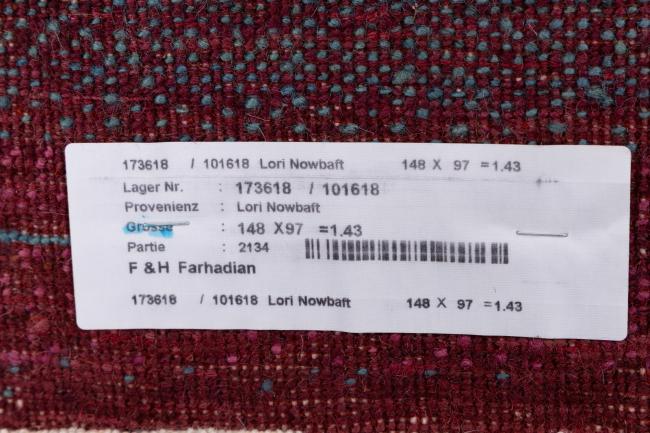 173618 / 101618 Lori Nowbaft 148 X 97 =1.43
Lager Nr. : 173618 / 101618
Provenienz : Lori Nowbaft
Grösse : 148 X97 =1.43
Partie : 2134
F &H Farhadian
173618 / 101618 Lori Nowbaft 148 X 97 =1.43